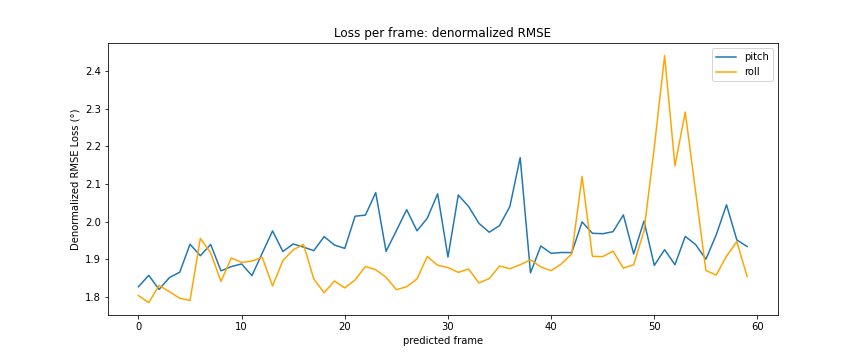 Loss per frame: denormalized RMSE
pitch
roll
Denormalized RMSE Loss (°)
2.4
2.3
2.2
2.1
2.0
1.9
1.8
0 10 20 30 40 50 60
predicted frame